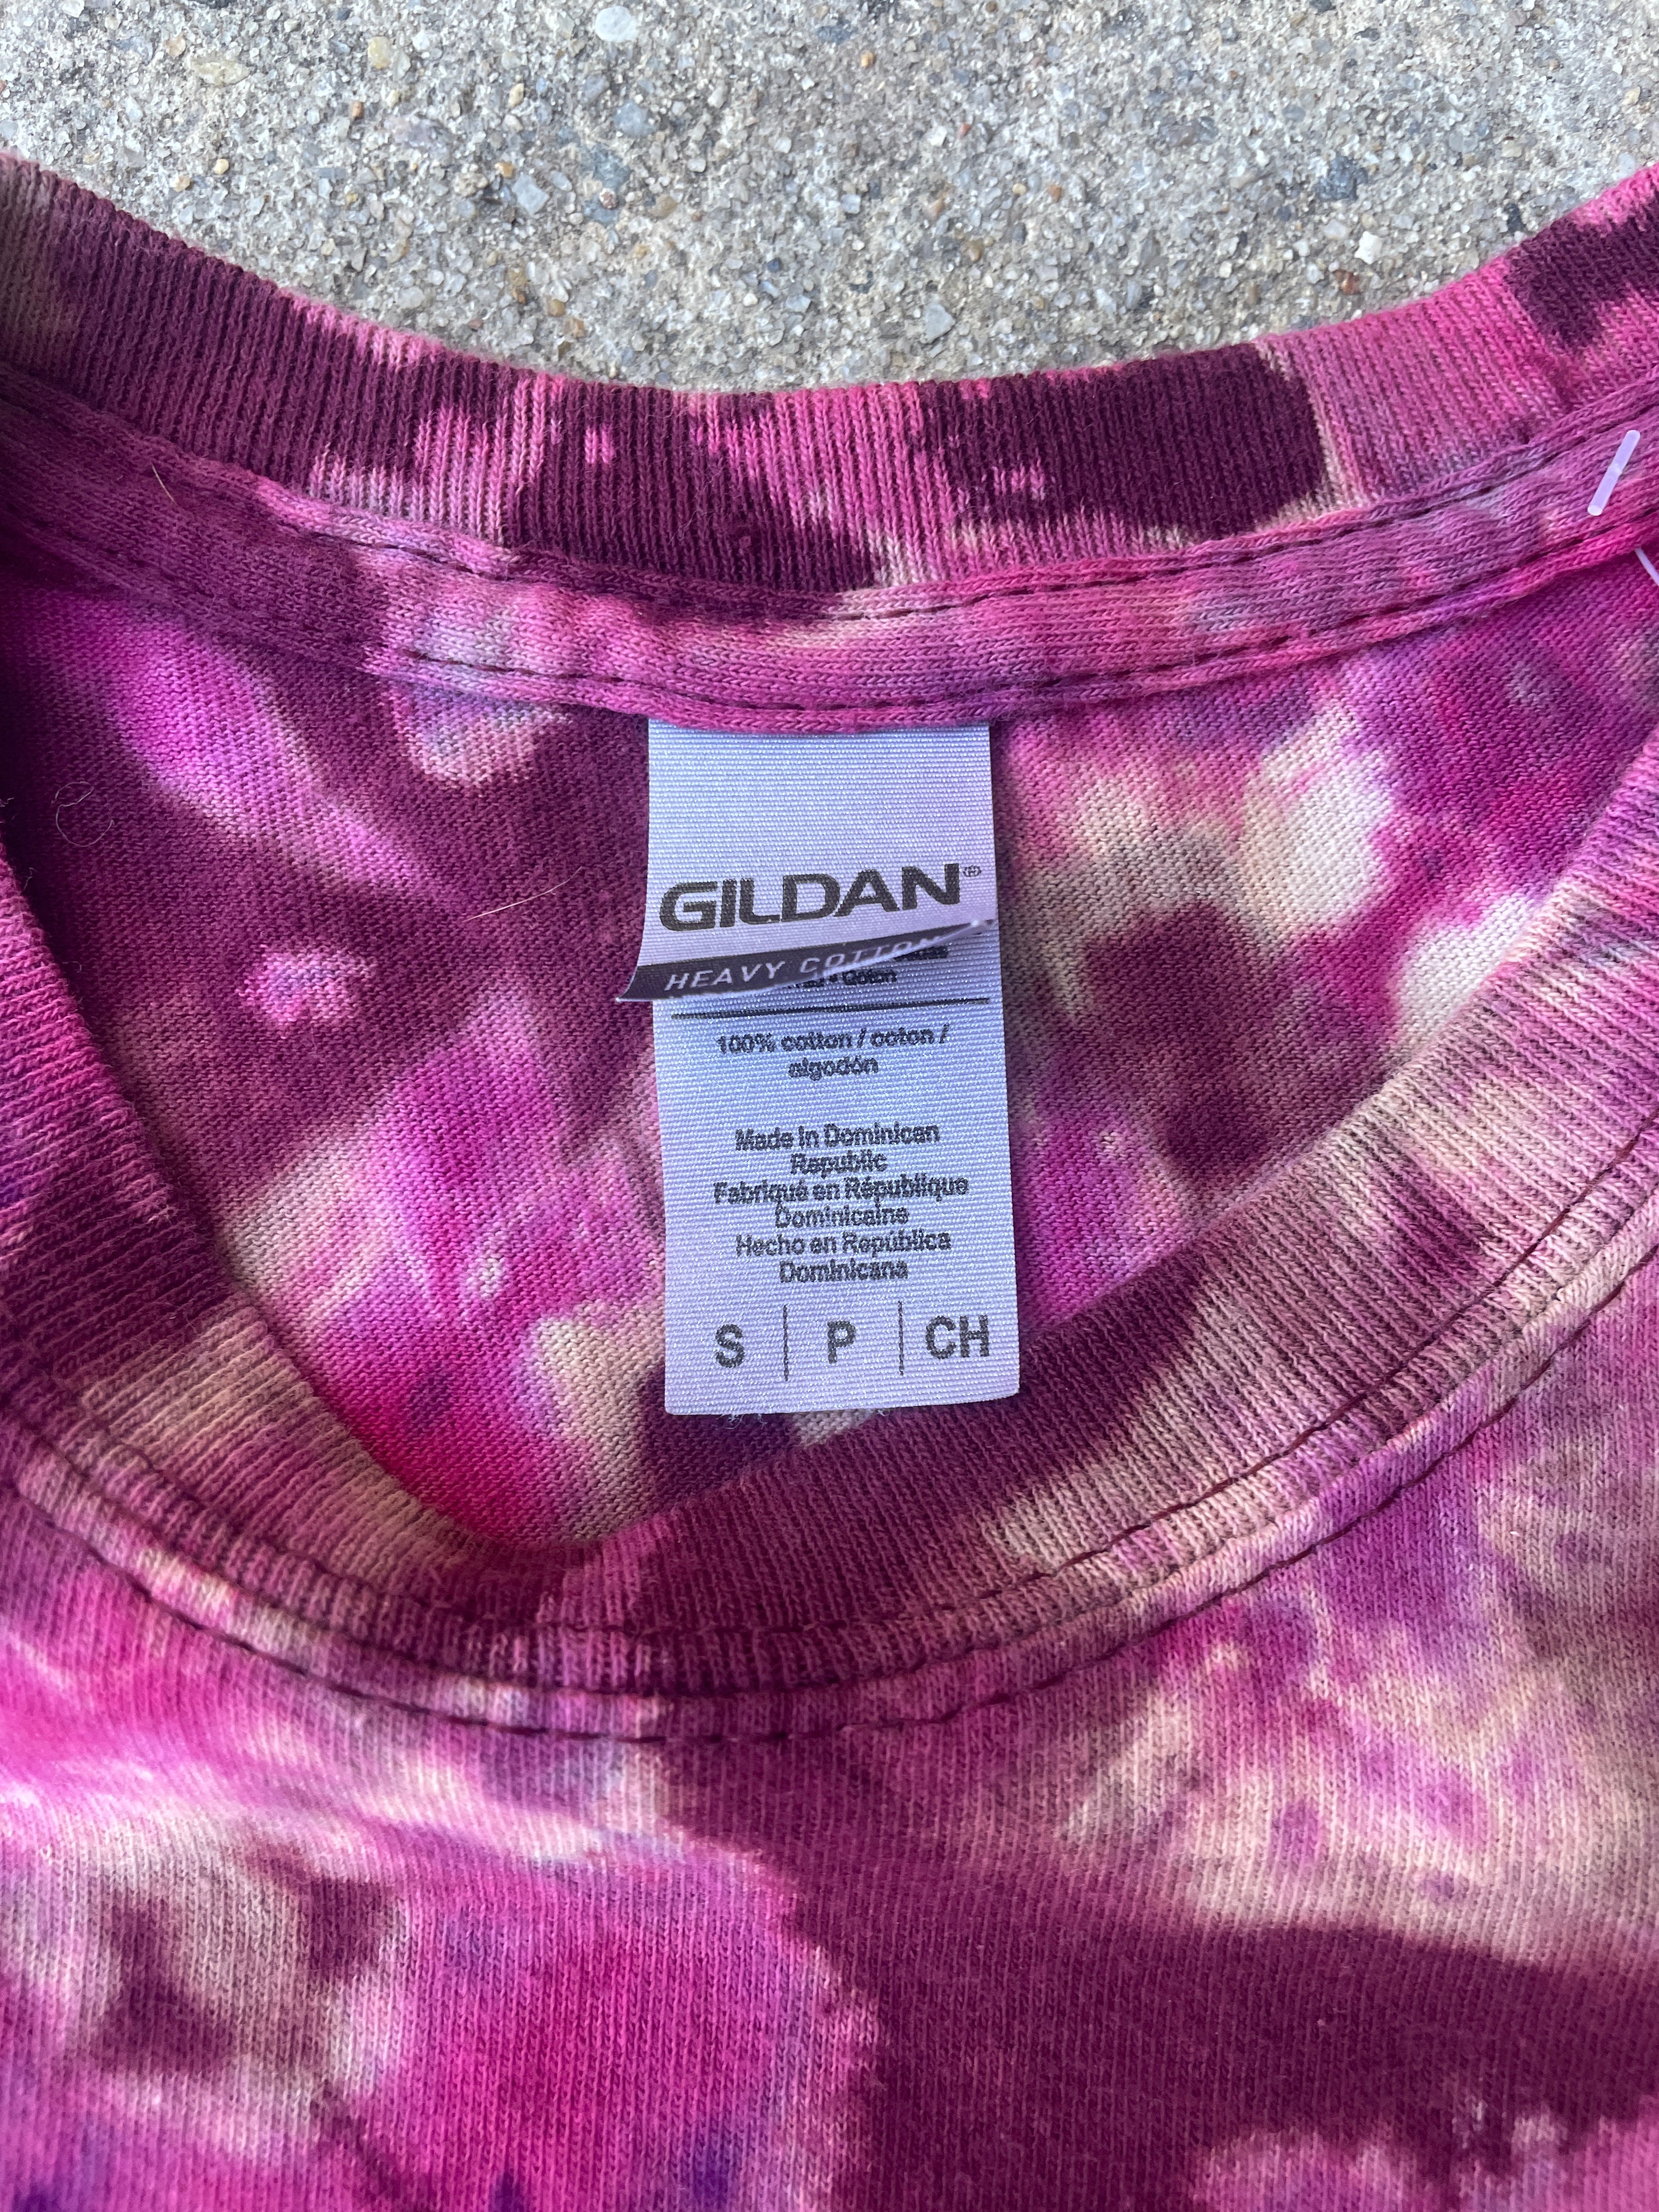 GILDAN®
HEAVY COTTON
Coton
100% cotton / coton /
algodón
Made in Dominican
Republic
Fabriqué en République
Dominicaine
Hecho en República
Dominicana
S | P | CH